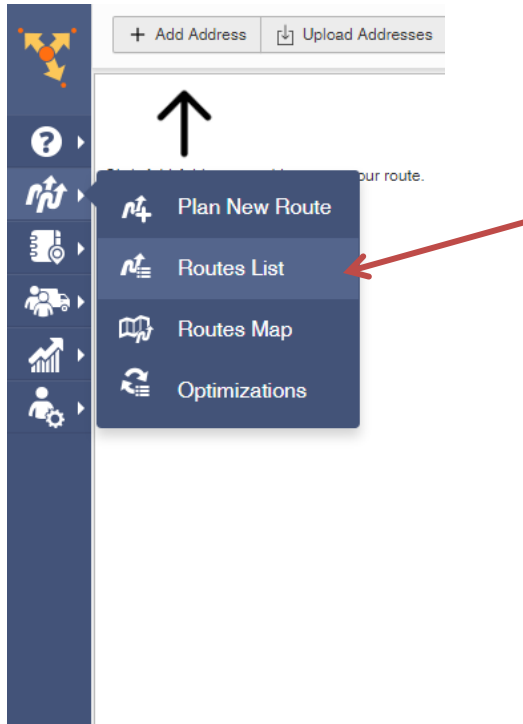 + Add Address
Upload Addresses
our route.
Plan New Route
Routes List
Routes Map
Optimizations